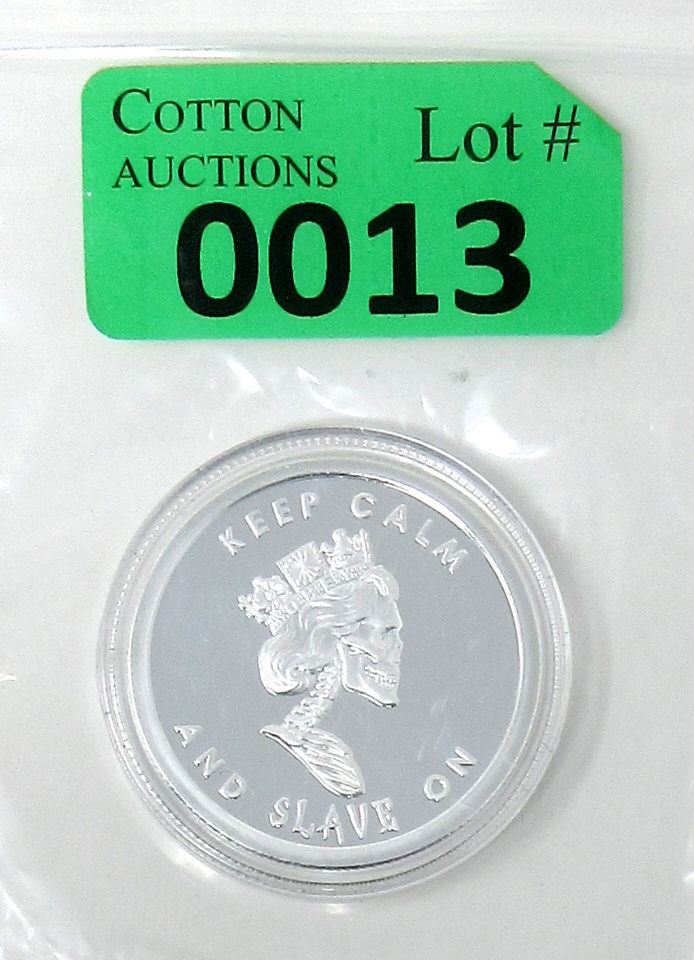 COTTON
AUCTIONS
Lot #
0013
KEEP CALM
AND SLAVE ON